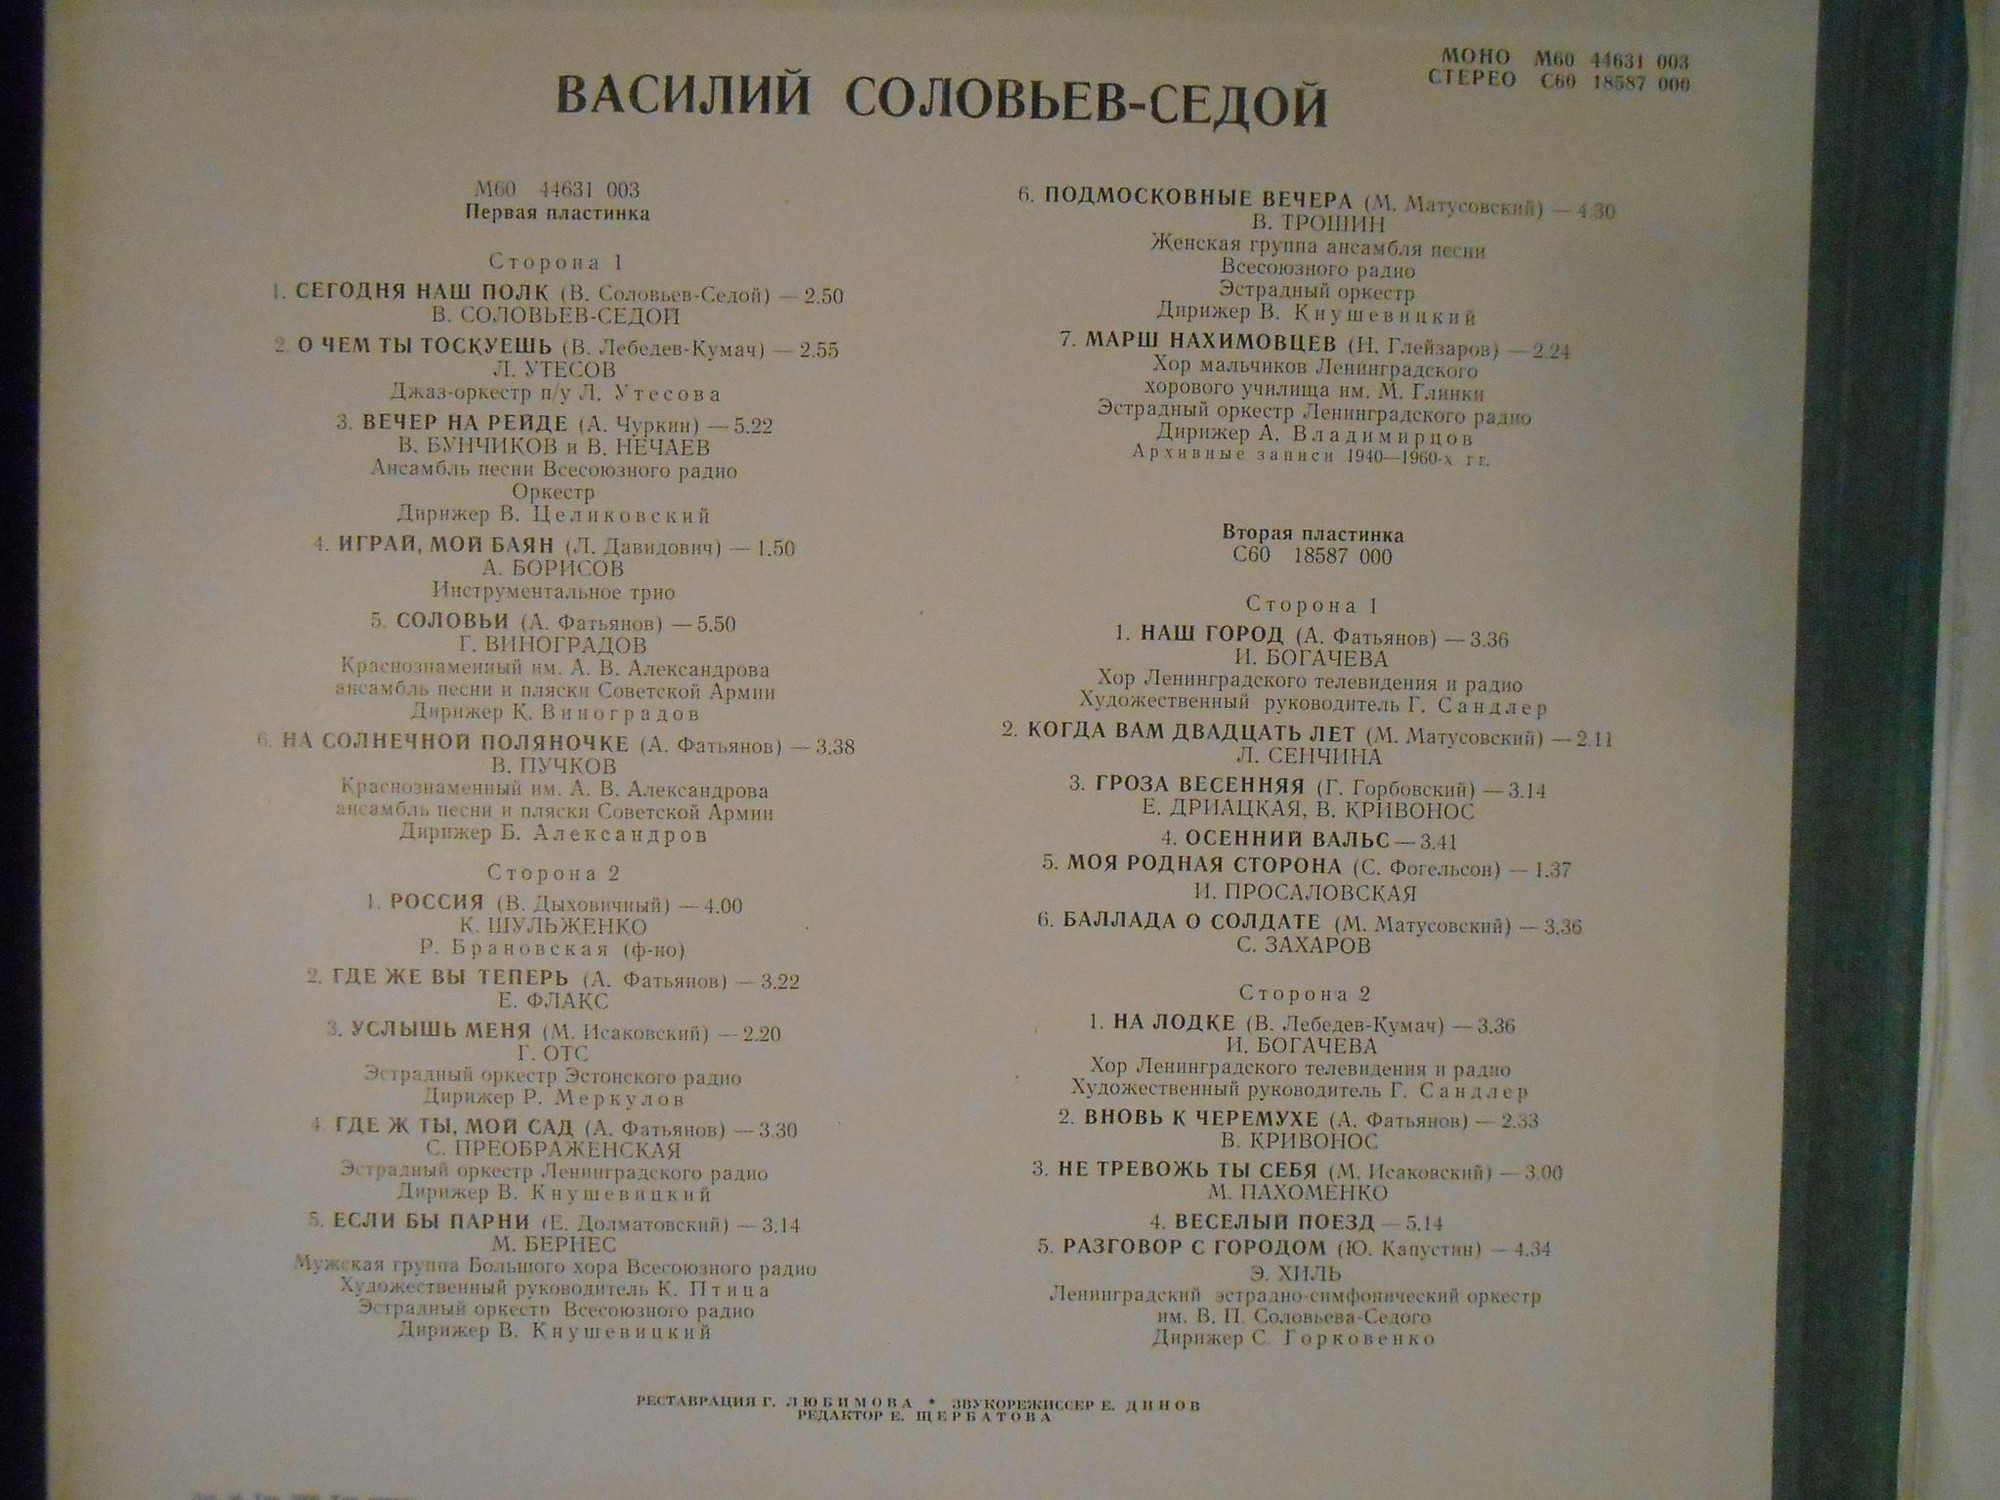 МОНО М60 44631 003
СТЕРЕО С60 18587 000
ВАСИЛИЙ СОЛОВЬЕВ-СЕДОЙ
М60 44631 003
Первая пластинка
Сторона 1
1. СЕГОДНЯ НАШ ПОЛК (В. Соловьев-Седой) — 2.50
В. СОЛОВЬЕВ-СЕДОЙ
2. О ЧЕМ ТЫ ТОСКУЕШЬ (В. Лебедев-Кумач) — 2.55
Л. УТЕСОВ
Джаз-оркестр п/у Л. Утесова
3. ВЕЧЕР НА РЕЙДЕ (А. Чуркин) — 5.22
В. БУНЧИКОВ и В. НЕЧАЕВ
Ансамбль песни Всесоюзного радио
Оркестр
Дирижер В. Целиковский
4. ИГРАЙ, МОЙ БАЯН (Л. Давидович) — 1.50
А. БОРИСОВ
Инструментальное трио
5. СОЛОВЬИ (А. Фатьянов) — 5.50
Г. ВИНОГРАДОВ
Краснознаменный им. А. В. Александрова
ансамбль песни и пляски Советской Армии
Дирижер К. Виноградов
6. НА СОЛНЕЧНОЙ ПОЛЯНОЧКЕ (А. Фатьянов) — 3.38
В. ПУЧКОВ
Краснознаменный им. А. В. Александрова
ансамбль песни и пляски Советской Армии
Дирижер Б. Александров
Сторона 2
1. РОССИЯ (В. Дыховичный) — 4.00
К. ШУЛЬЖЕНКО
Р. Брановская (ф-но)
2. ГДЕ ЖЕ ВЫ ТЕПЕРЬ (А. Фатьянов) — 3.22
Е. ФЛАКС
3. УСЛЫШЬ МЕНЯ (М. Исаковский) — 2.20
Г. ОТС
Эстрадный оркестр Эстонского радио
Дирижер Р. Меркулов
4. ГДЕ Ж ТЫ, МОЙ САД (А. Фатьянов) — 3.30
С. ПРЕОБРАЖЕНСКАЯ
Эстрадный оркестр Ленинградского радио
Дирижер В. Кнушевицкий
5. ЕСЛИ БЫ ПАРНИ (Е. Долматовский) — 3.14
М. БЕРНЕС
Мужская группа Большого хора Всесоюзного радио
Художественный руководитель К. Птица
Эстрадный оркестр Всесоюзного радио
Дирижер В. Кнушевицкий
6. ПОДМОСКОВНЫЕ ВЕЧЕРА (М. Матусовский) — 4.30
В. ТРОШИН
Женская группа ансамбля песни
Всесоюзного радио
Эстрадный оркестр
Дирижер В. Кнушевицкий
7. МАРШ НАХИМОВЦЕВ (Н. Глейзаров) — 2.24
Хор мальчиков Ленинградского
хорового училища им. М. Глинки
Эстрадный оркестр Ленинградского радио
Дирижер А. Владимирцов
Архивные записи 1940—1960-х гг.
Вторая пластинка
С60 18587 000
Сторона 1
1. НАШ ГОРОД (А. Фатьянов) — 3.36
И. БОГАЧЕВА
Хор Ленинградского телевидения и радио
Художественный руководитель Г. Сандлер
2. КОГДА ВАМ ДВАДЦАТЬ ЛЕТ (М. Матусовский) — 2.11
Л. СЕНЧИНА
3. ГРОЗА ВЕСЕННЯЯ (Г. Горбовский) — 3.14
Е. ДРИАЦКАЯ, В. КРИВОНОС
4. ОСЕННИЙ ВАЛЬС — 3.41
5. МОЯ РОДНАЯ СТОРОНА (С. Фогельсон) — 1.37
И. ПРОСАЛОВСКАЯ
6. БАЛЛАДА О СОЛДАТЕ (М. Матусовский) — 3.36
С. ЗАХАРОВ
Сторона 2
1. НА ЛОДКЕ (В. Лебедев-Кумач) — 3.36
И. БОГАЧЕВА
Хор Ленинградского телевидения и радио
Художественный руководитель Г. Сандлер
2. ВНОВЬ К ЧЕРЕМУХЕ (А. Фатьянов) — 2.33
В. КРИВОНОС
3. НЕ ТРЕВОЖЬ ТЫ СЕБЯ (М. Исаковский) — 3.00
М. ПАХОМЕНКО
4. ВЕСЕЛЫЙ ПОЕЗД — 5.14
5. РАЗГОВОР С ГОРОДОМ (Ю. Капустин) — 4.34
Э. ХИЛЬ
Ленинградский эстрадно-симфонический оркестр
им. В. П. Соловьева-Седого
Дирижер С. Горковенко
РЕСТАВРАЦИЯ Г. ЛЮБИМОВА * ЗВУКОРЕЖИССЕР Е. ДИНОВ
РЕДАКТОР Е. ЩЕРБАТОВА